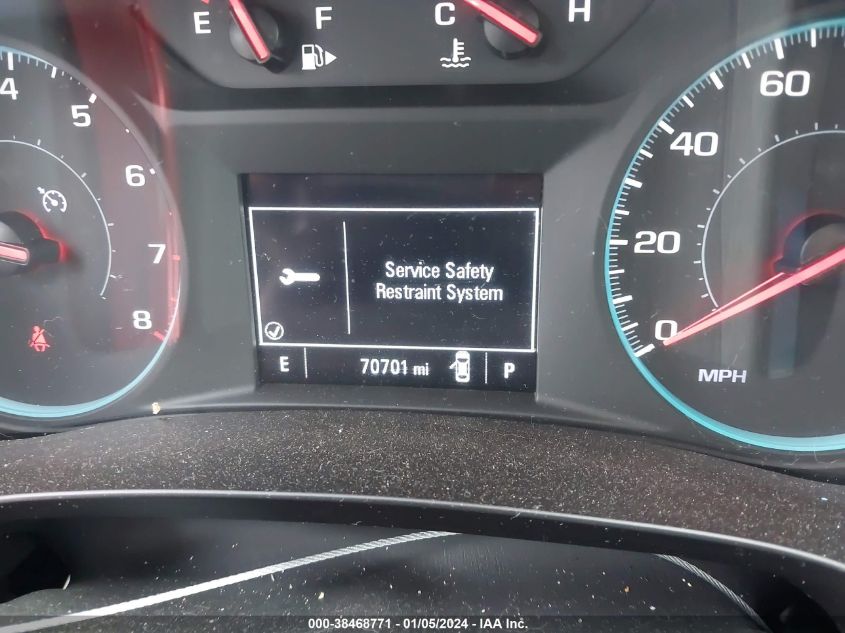 E F
C H
4
5
6
7
8
60
40
20
0
MPH
Service Safety
Restraint System
E 70701 mi P
000-38468771 - 01/05/2024 - IAA Inc.